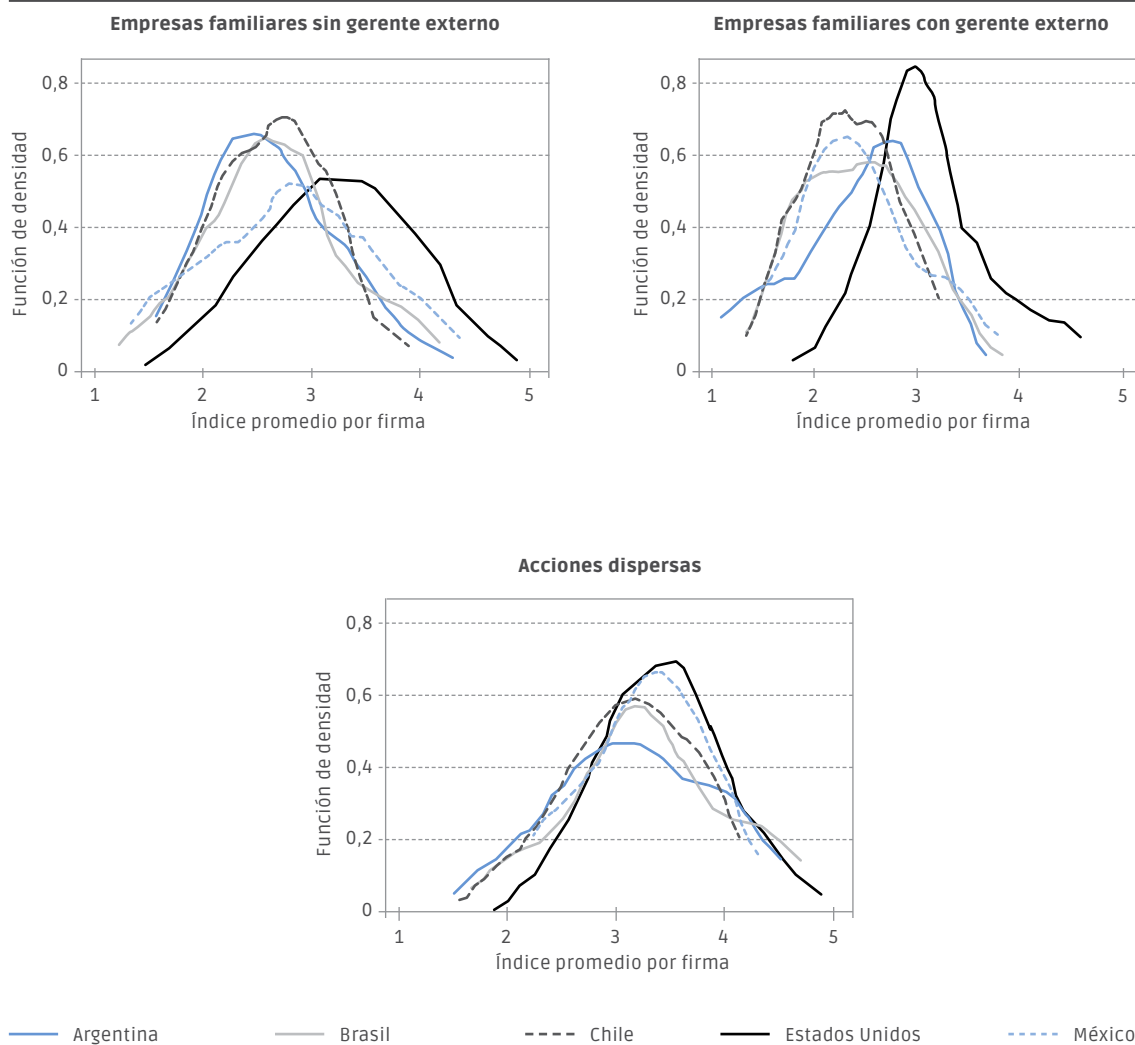 Empresas familiares sin gerente externo
Empresas familiares con gerente externo
0,8
0,6
0,4
0,2
0
Función de densidad
1 2 3 4 5
Índice promedio por firma
0,8
0,6
0,4
0,2
0
Función de densidad
1 2 3 4 5
Índice promedio por firma
Acciones dispersas
0,8
0,6
0,4
0,2
0
Función de densidad
1 2 3 4 5
Índice promedio por firma
Argentina Brasil Chile Estados Unidos México